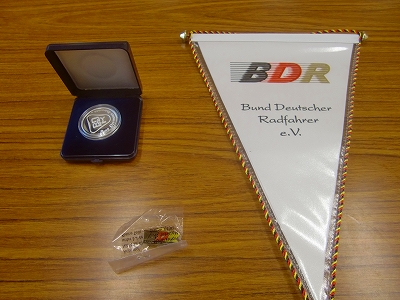 BDR
Bund Deutscher
Radfahrer
e.V.